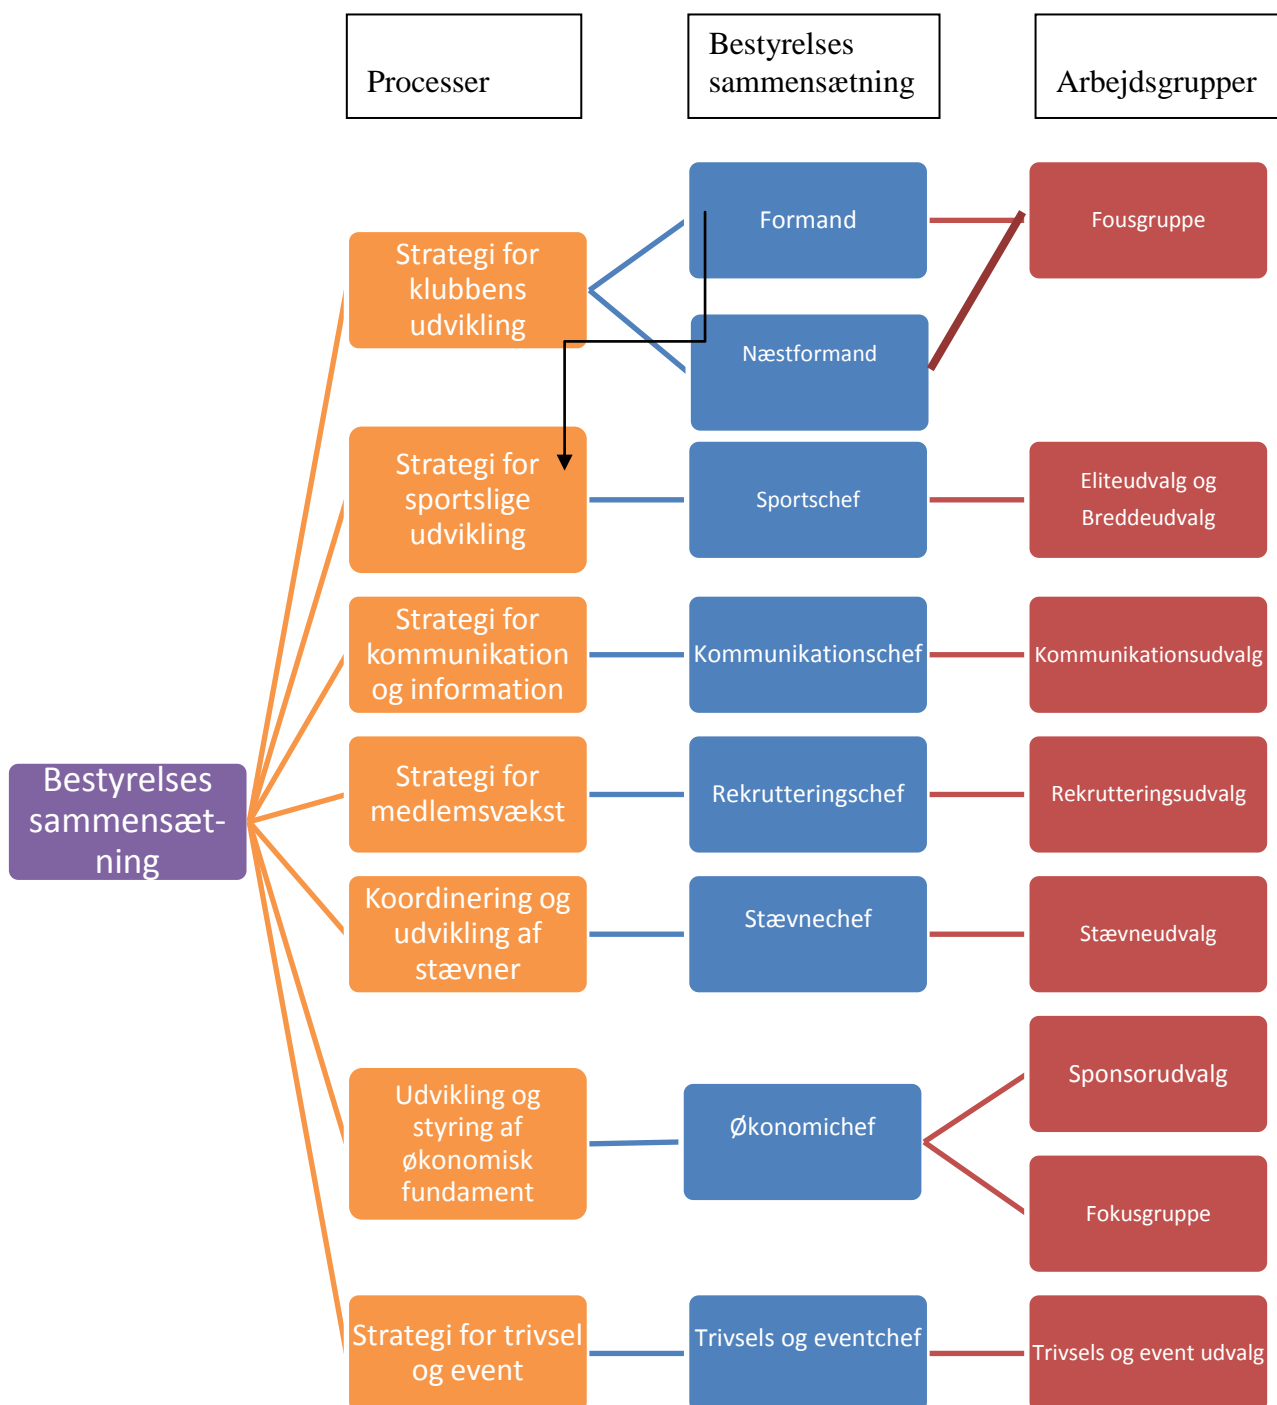 Processer
Bestyrelses
sammensætning
Arbejdsgrupper
Bestyrelses
sammensæt-
ning
Strategi for
klubbens
udvikling
Formand
Næstformand
Fousgruppe
Strategi for
sportslige
udvikling
Sportschef
Eliteudvalg og
Breddeudvalg
Strategi for
kommunikation
og information
Kommunikationschef
Kommunikationsudvalg
Strategi for
medlemsvækst
Rekrutteringschef
Rekrutteringsudvalg
Koordinering og
udvikling af
stævner
Stævnechef
Stævneudvalg
Udvikling og
styring af
økonomisk
fundament
Økonomichef
Sponsorudvalg
Fokusgruppe
Strategi for trivsel
og event
Trivsels og eventchef
Trivsels og event udvalg